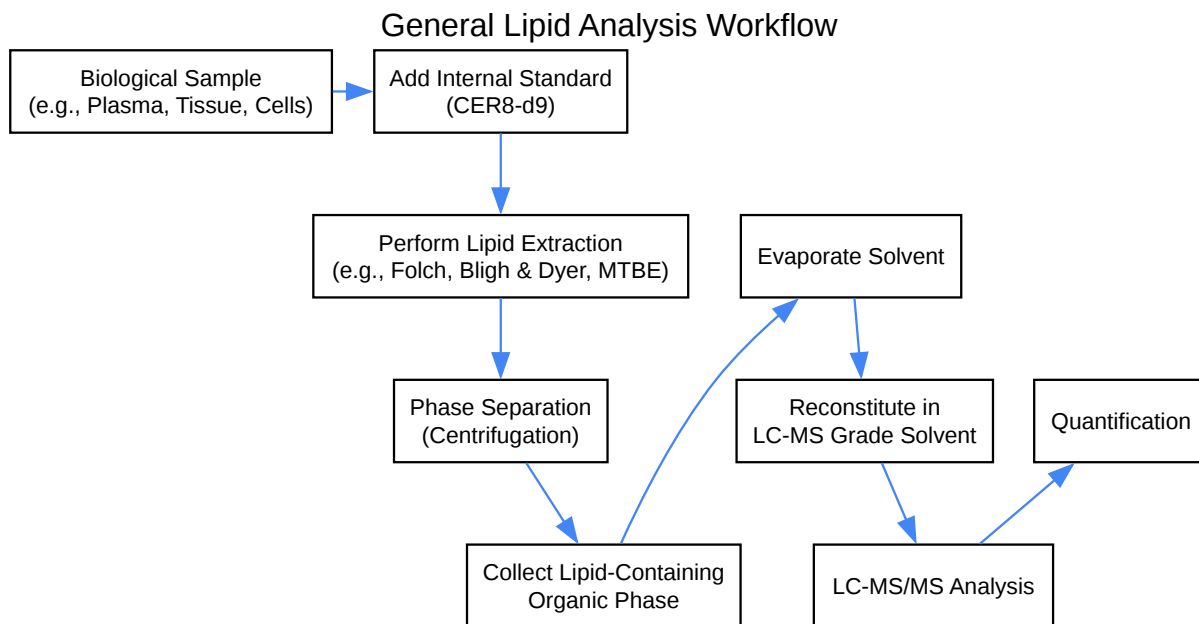 General Lipid Analysis Workflow
Biological Sample
(e.g., Plasma, Tissue, Cells)
Add Internal Standard
(CER8-d9)
Perform Lipid Extraction
(e.g., Folch, Bligh & Dyer, MTBE)
Phase Separation
(Centrifugation)
Collect Lipid-Containing
Organic Phase
Evaporate Solvent
Reconstitute in
LC-MS Grade Solvent
LC-MS/MS Analysis
Quantification